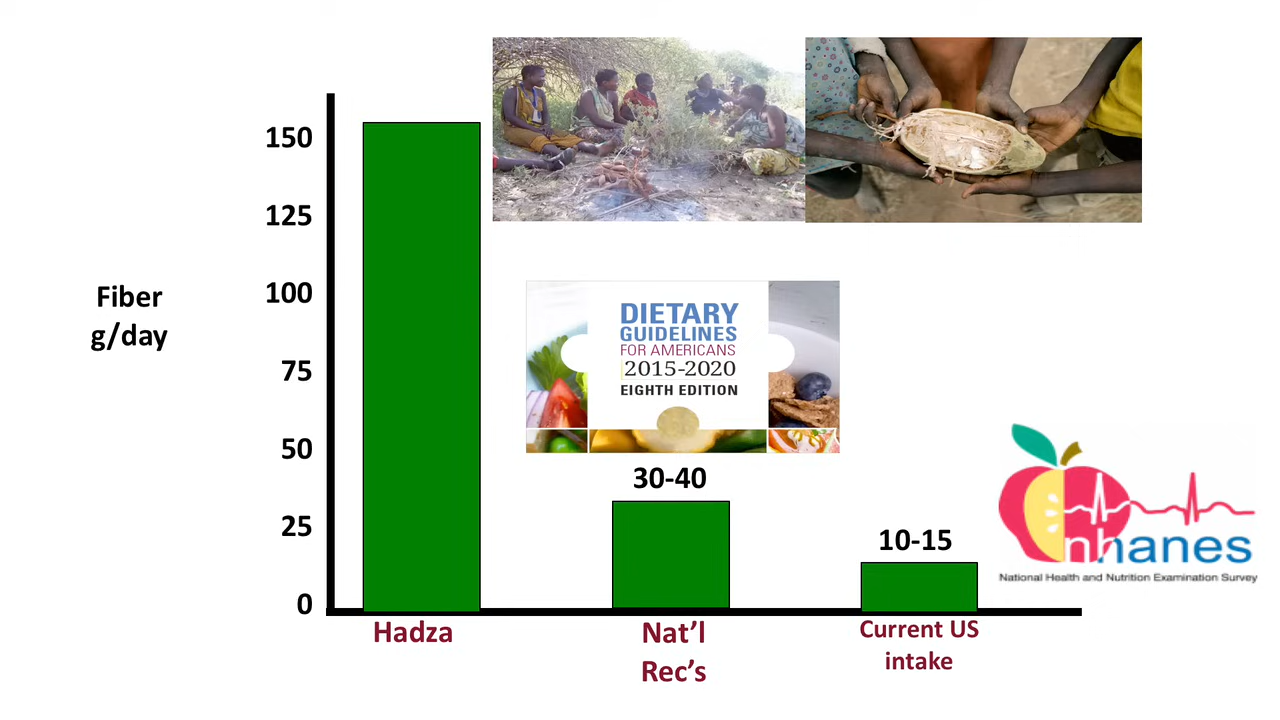 150
125
100
75
50
25
0
Fiber
g/day
DIETARY
GUIDELINES
FOR AMERICANS
2015-2020
EIGHTH EDITION
30-40
10-15
nhanes
National Health and Nutrition Examination Survey
Hadza
Nat’l
Rec’s
Current US
intake